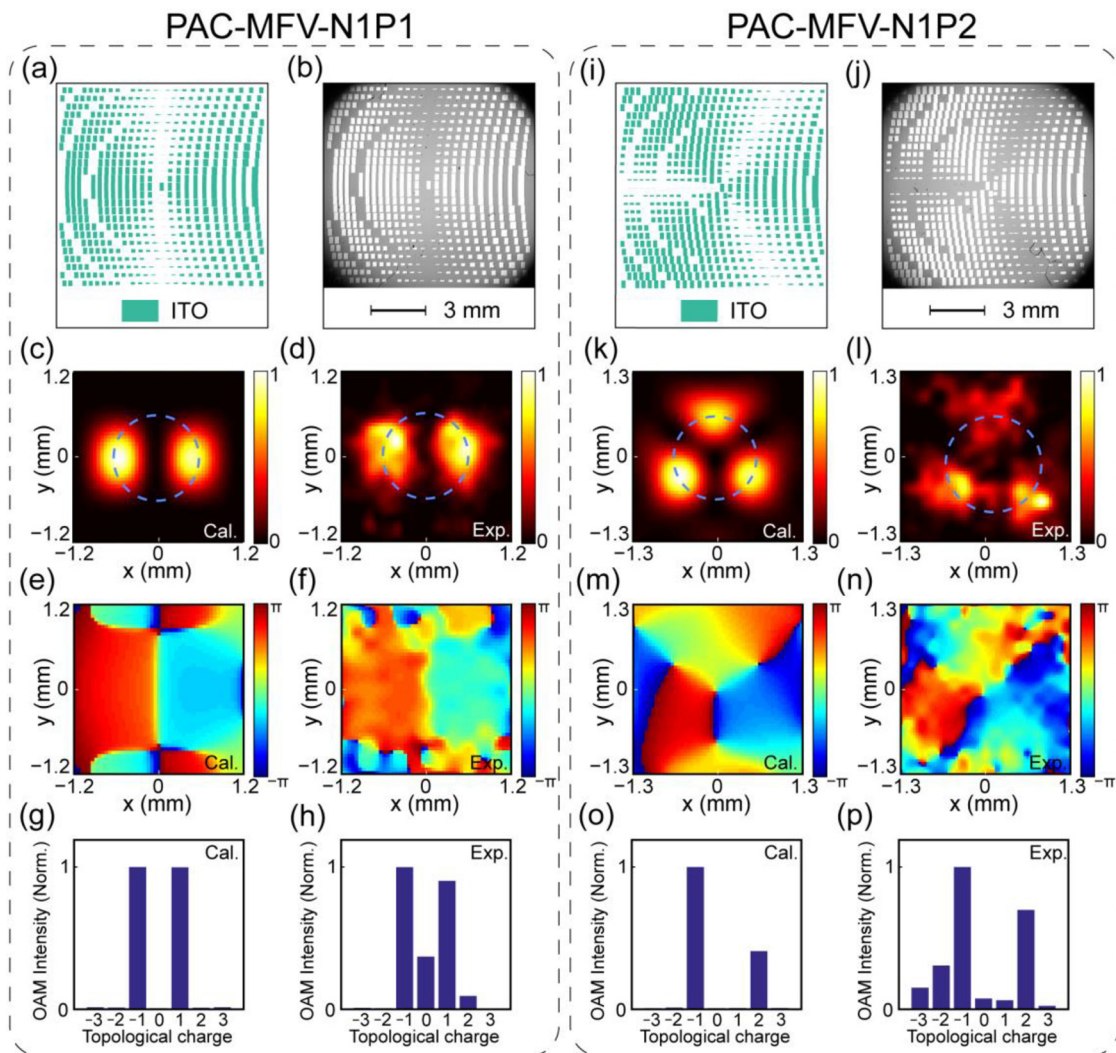 PAC-MFV-N1P1
PAC-MFV-N1P2
(a)
(b)
(i)
(j)
ITO
3 mm
ITO
3 mm
(c)
(d)
(k)
(l)
1.2
0
−1.2
y (mm)
−1.2 0 1.2
x (mm)
1
0
Cal.
1.2
0
−1.2
y (mm)
−1.2 0 1.2
x (mm)
1
0
Exp.
1.3
0
−1.3
y (mm)
−1.3 0 1.3
x (mm)
1
0
Cal.
1.3
0
−1.3
y (mm)
−1.3 0 1.3
x (mm)
1
0
Exp.
(e)
(f)
(m)
(n)
1.2
0
−1.2
y (mm)
−1.2 0 1.2
x (mm)
π
−π
Cal.
1.2
0
−1.2
y (mm)
−1.2 0 1.2
x (mm)
π
−π
Exp.
1.3
0
−1.3
y (mm)
−1.3 0 1.3
x (mm)
π
−π
Cal.
1.3
0
−1.3
y (mm)
−1.3 0 1.3
x (mm)
π
−π
Exp.
(g)
(h)
(o)
(p)
OAM Intensity (Norm.)
1
0
Cal.
−3 −2 −1 0 1 2 3
Topological charge
OAM Intensity (Norm.)
1
0
Exp.
−3 −2 −1 0 1 2 3
Topological charge
OAM Intensity (Norm.)
1
0
Cal.
−3 −2 −1 0 1 2 3
Topological charge
OAM Intensity (Norm.)
1
0
Exp.
−3 −2 −1 0 1 2 3
Topological charge